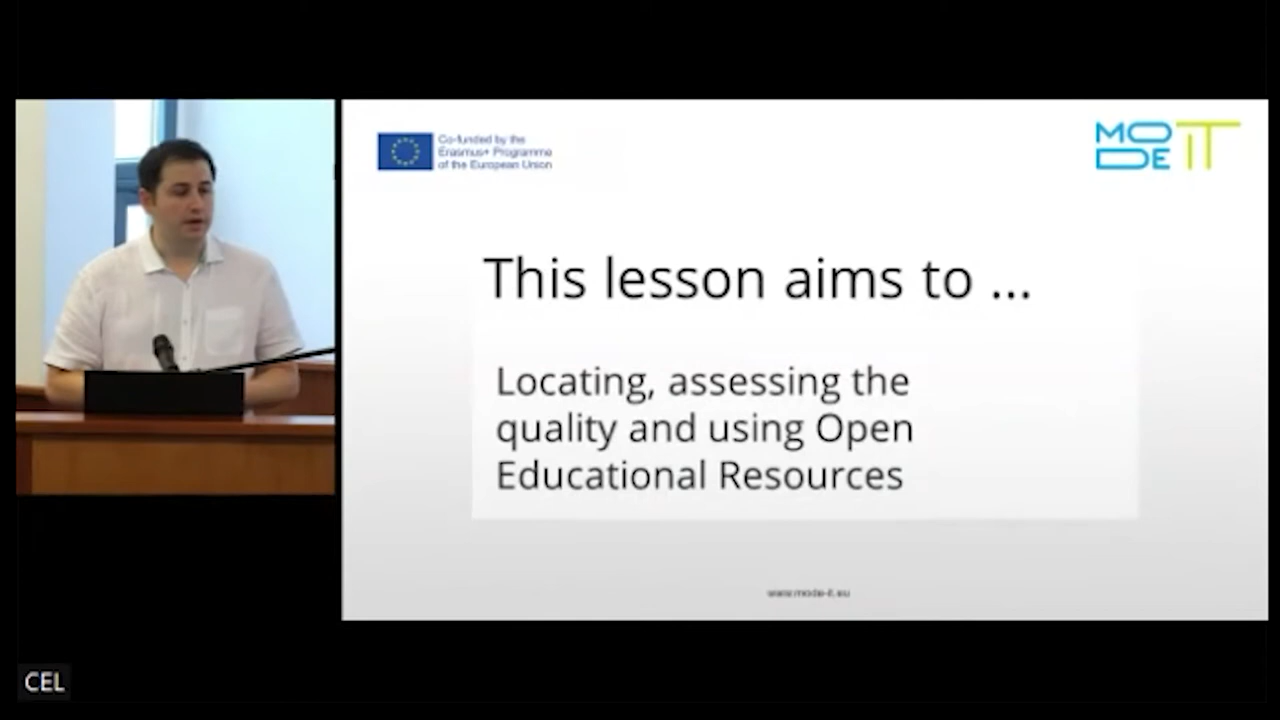 Co-funded by the
Erasmus+ Programme
of the European Union
MO
DE IT
This lesson aims to ...
Locating, assessing the
quality and using Open
Educational Resources
www.mode-it.eu
CEL